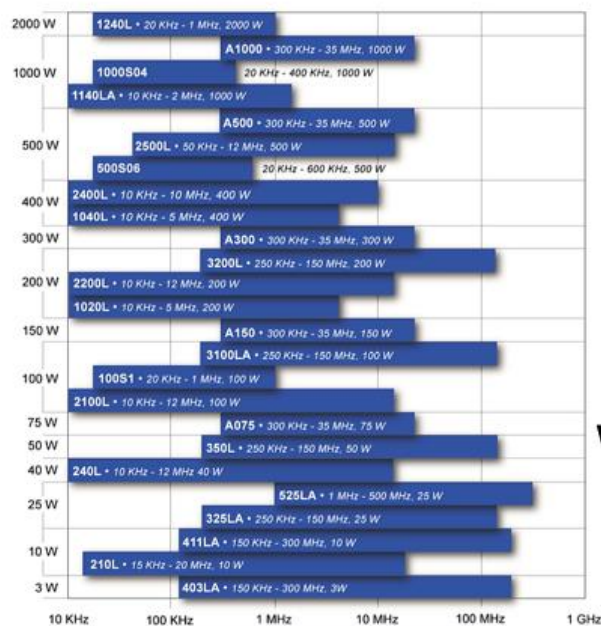 2000 W
1240L • 20 KHz - 1 MHz, 2000 W
A1000 • 300 KHz - 35 MHz, 1000 W
1000 W
1000S04 20 KHz - 400 KHz, 1000 W
1140LA • 10 KHz - 2 MHz, 1000 W
A500 • 300 KHz - 35 MHz, 500 W
500 W
2500L • 50 KHz - 12 MHz, 500 W
500S06 20 KHz - 600 KHz, 500 W
400 W
2400L • 10 KHz - 10 MHz, 400 W
1040L • 10 KHz - 5 MHz, 400 W
300 W
A300 • 300 KHz - 35 MHz, 300 W
3200L • 250 KHz - 150 MHz, 200 W
200 W
2200L • 10 KHz - 12 MHz, 200 W
1020L • 10 KHz - 5 MHz, 200 W
150 W
A150 • 300 KHz - 35 MHz, 150 W
3100LA • 250 KHz - 150 MHz, 100 W
100 W
100S1 • 20 KHz - 1 MHz, 100 W
2100L • 10 KHz - 12 MHz, 100 W
75 W
A075 • 300 KHz - 35 MHz, 75 W
50 W
350L • 250 KHz - 150 MHz, 50 W
40 W
240L • 10 KHz - 12 MHz 40 W
525LA • 1 MHz - 500 MHz, 25 W
25 W
325LA • 250 KHz - 150 MHz, 25 W
411LA • 150 KHz - 300 MHz, 10 W
10 W
210L • 15 KHz - 20 MHz, 10 W
3 W
403LA • 150 KHz - 300 MHz, 3W
10 KHz 100 KHz 1 MHz 10 MHz 100 MHz 1 GHz